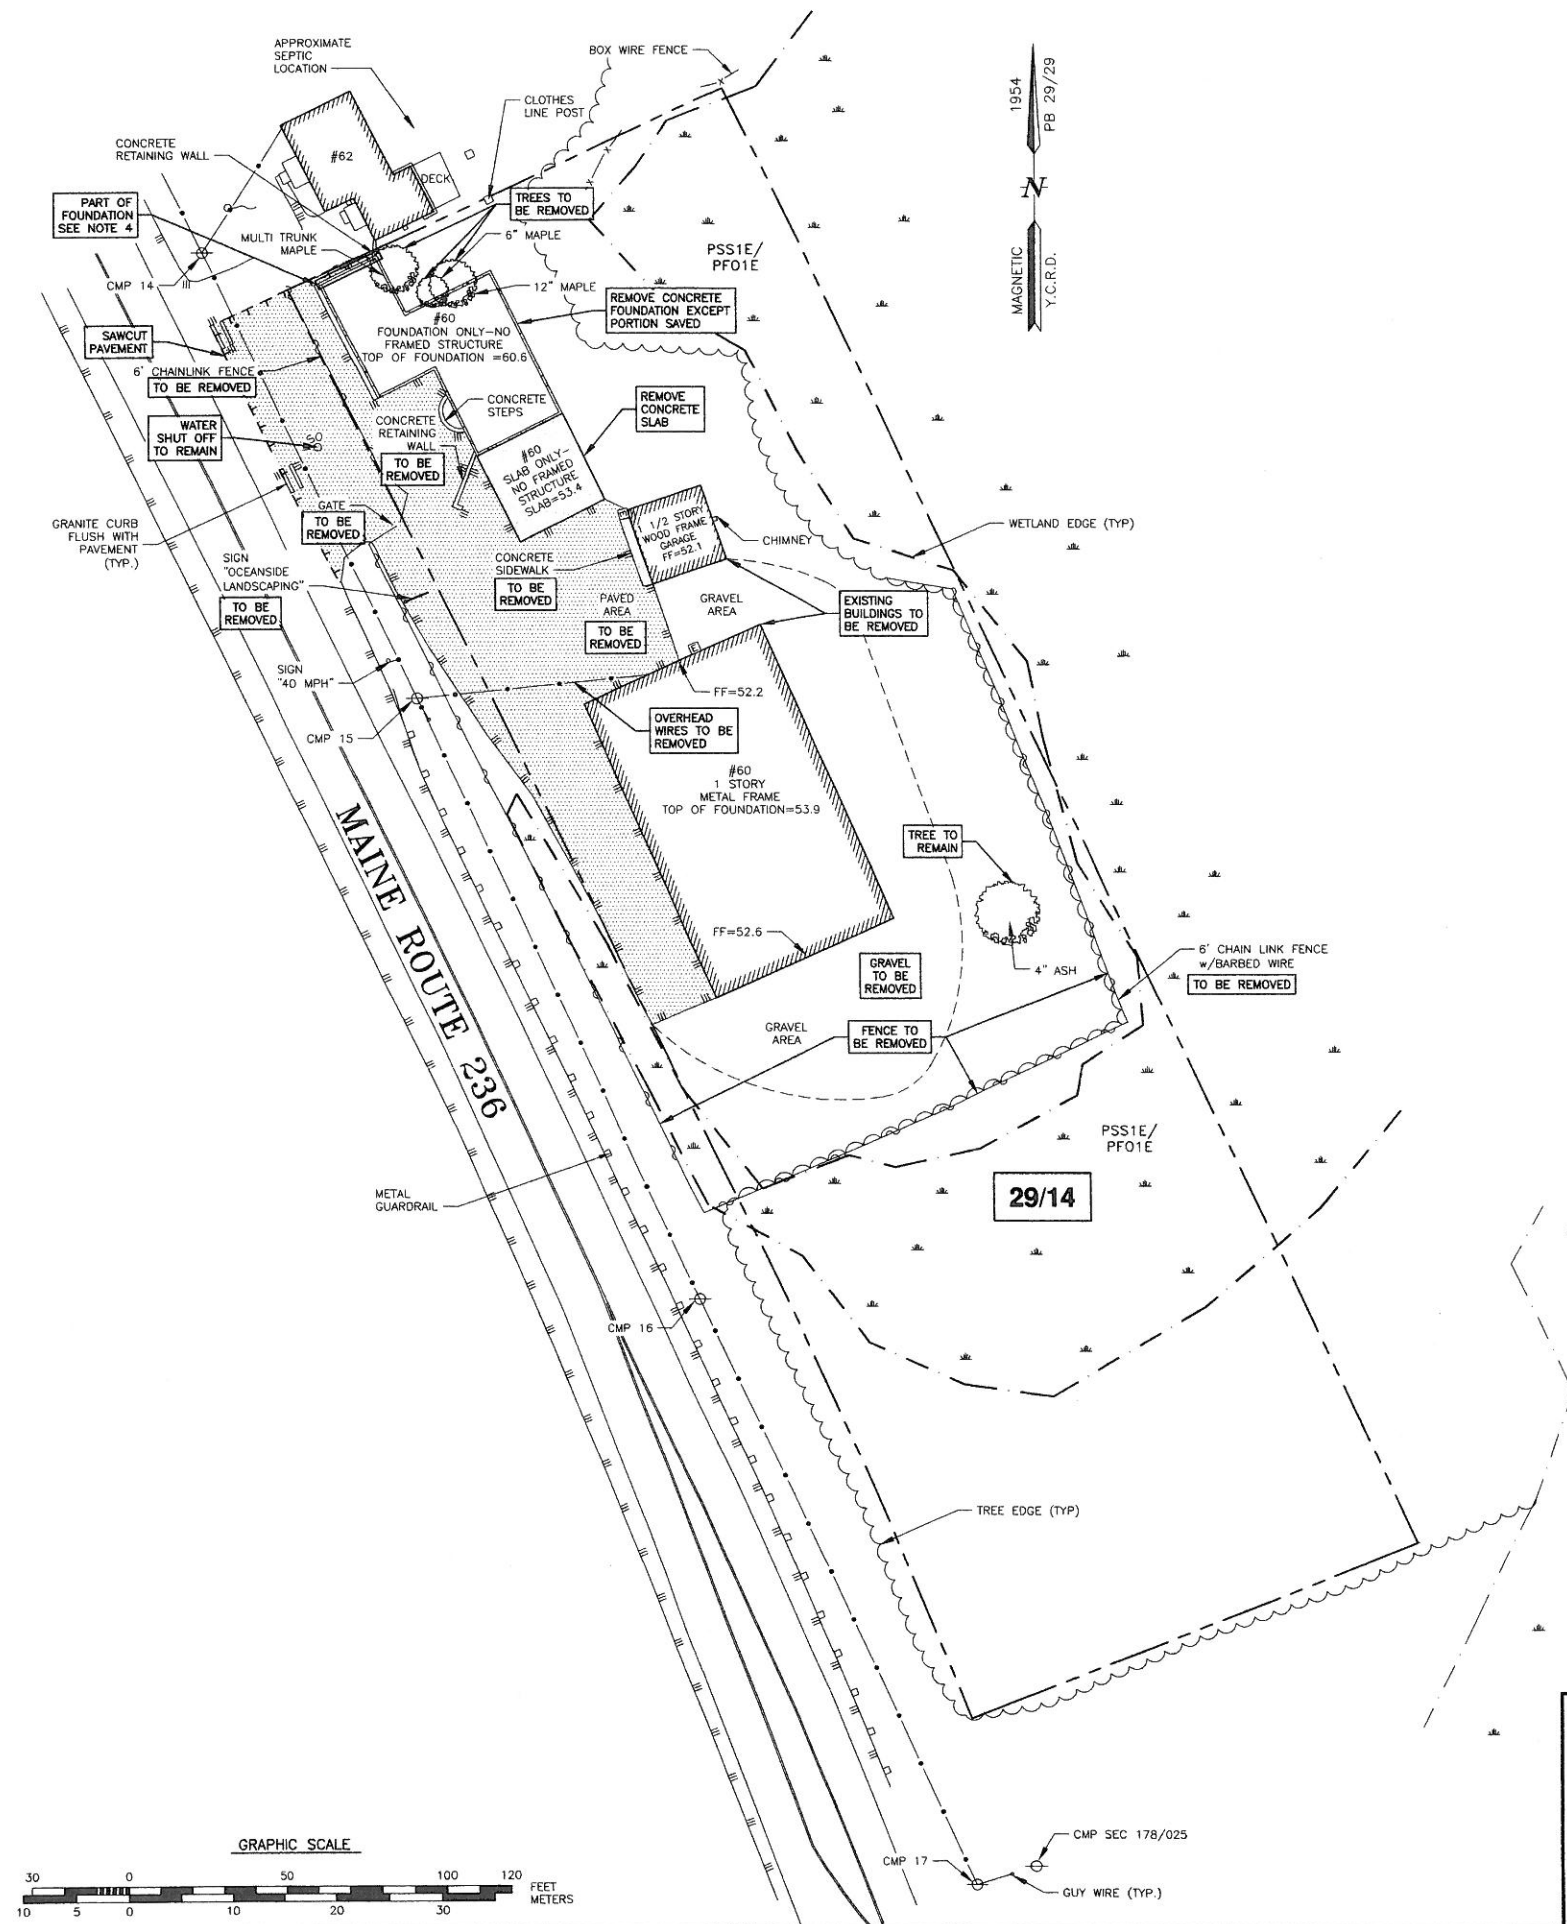 APPROXIMATE
SEPTIC
LOCATION
BOX WIRE FENCE
1954
PB 29/29
CLOTHES
LINE POST
CONCRETE
RETAINING WALL
#62
DECK
N
MAGNETIC
Y.C.R.D.
PART OF
FOUNDATION
SEE NOTE 4
TREES TO
BE REMOVED
MULTI TRUNK
MAPLE
6" MAPLE
PSS1E/
PFO1E
CMP 14
12" MAPLE
REMOVE CONCRETE
FOUNDATION EXCEPT
PORTION SAVED
#60
FOUNDATION ONLY-NO
FRAMED STRUCTURE
TOP OF FOUNDATION =60.6
SAWCUT
PAVEMENT
6' CHAINLINK FENCE
TO BE REMOVED
CONCRETE
STEPS
REMOVE
CONCRETE
SLAB
WATER
SHUT OFF
TO REMAIN
SO
CONCRETE
RETAINING
WALL
TO BE
REMOVED
#60
SLAB ONLY-
NO FRAMED
STRUCTURE
SLAB=53.4
GATE
TO BE
REMOVED
GRANITE CURB
FLUSH WITH
PAVEMENT
(TYP.)
E
1 1/2 STORY
WOOD FRAME
GARAGE
FF=52.1
CHIMNEY
WETLAND EDGE (TYP)
SIGN
"OCEANSIDE
LANDSCAPING"
TO BE
REMOVED
CONCRETE
SIDEWALK
TO BE
REMOVED
PAVED
AREA
TO BE
REMOVED
GRAVEL
AREA
EXISTING
BUILDINGS TO
BE REMOVED
E
SIGN
"40 MPH"
FF=52.2
OVERHEAD
WIRES TO BE
REMOVED
CMP 15
#60
1 STORY
METAL FRAME
TOP OF FOUNDATION=53.9
MAINE ROUTE 236
TREE TO
REMAIN
FF=52.6
4" ASH
GRAVEL
TO BE
REMOVED
6' CHAIN LINK FENCE
w/BARBED WIRE
TO BE REMOVED
GRAVEL
AREA
FENCE TO
BE REMOVED
PSS1E/
PFO1E
29/14
METAL
GUARDRAIL
CMP 16
TREE EDGE (TYP)
CMP SEC 178/025
CMP 17
GUY WIRE (TYP.)
GRAPHIC SCALE
30 0 50 100 120
FEET
METERS
10 5 0 10 20 30